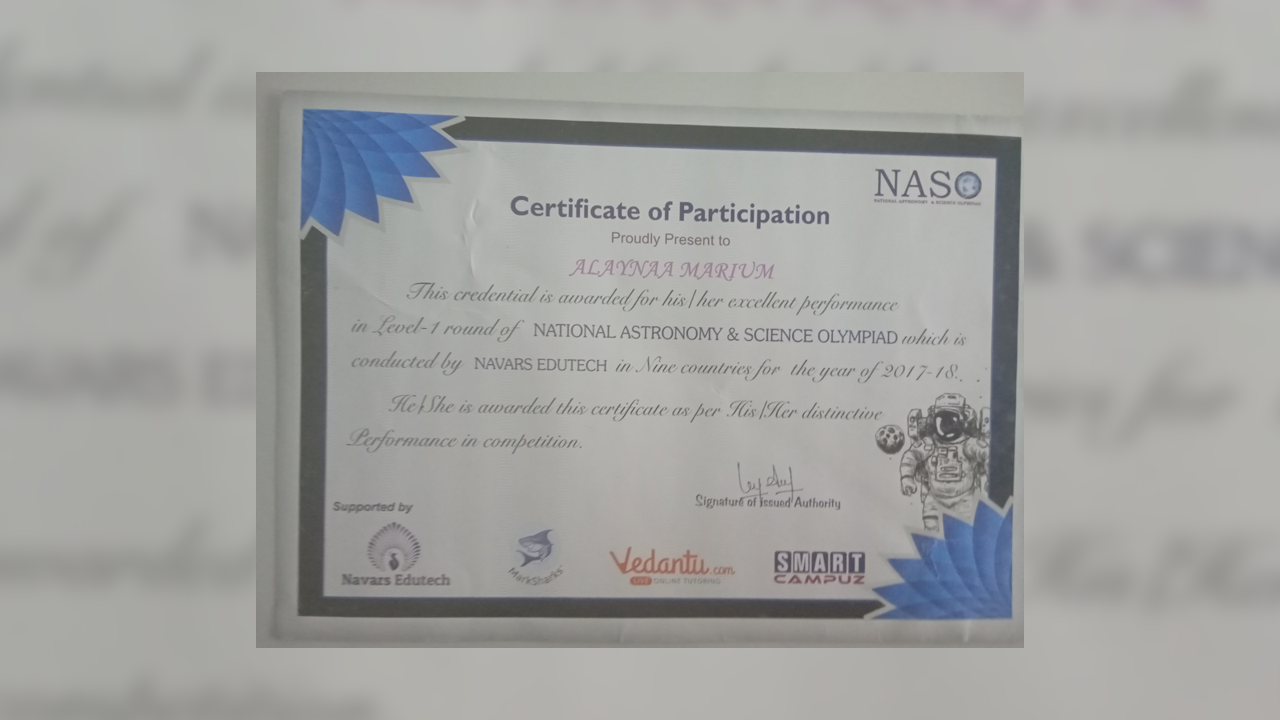 NASO
NATIONAL ASTRONOMY & SCIENCE OLYMPIAD
Certificate of Participation
Proudly Present to
ALAYNAA MARIUM
This credential is awarded for his/her excellent performance
in Level-1 round of NATIONAL ASTRONOMY & SCIENCE OLYMPIAD which is
conducted by NAVARS EDUTECH in Nine countries for the year of 2017-18.
He/She is awarded this certificate as per His/Her distinctive
Performance in competition.
Signature of Issued Authority
Supported by
Navars Edutech
MarkSharks
Vedantu.com
LIVE ONLINE TUTORING
SMART
CAMPUZ